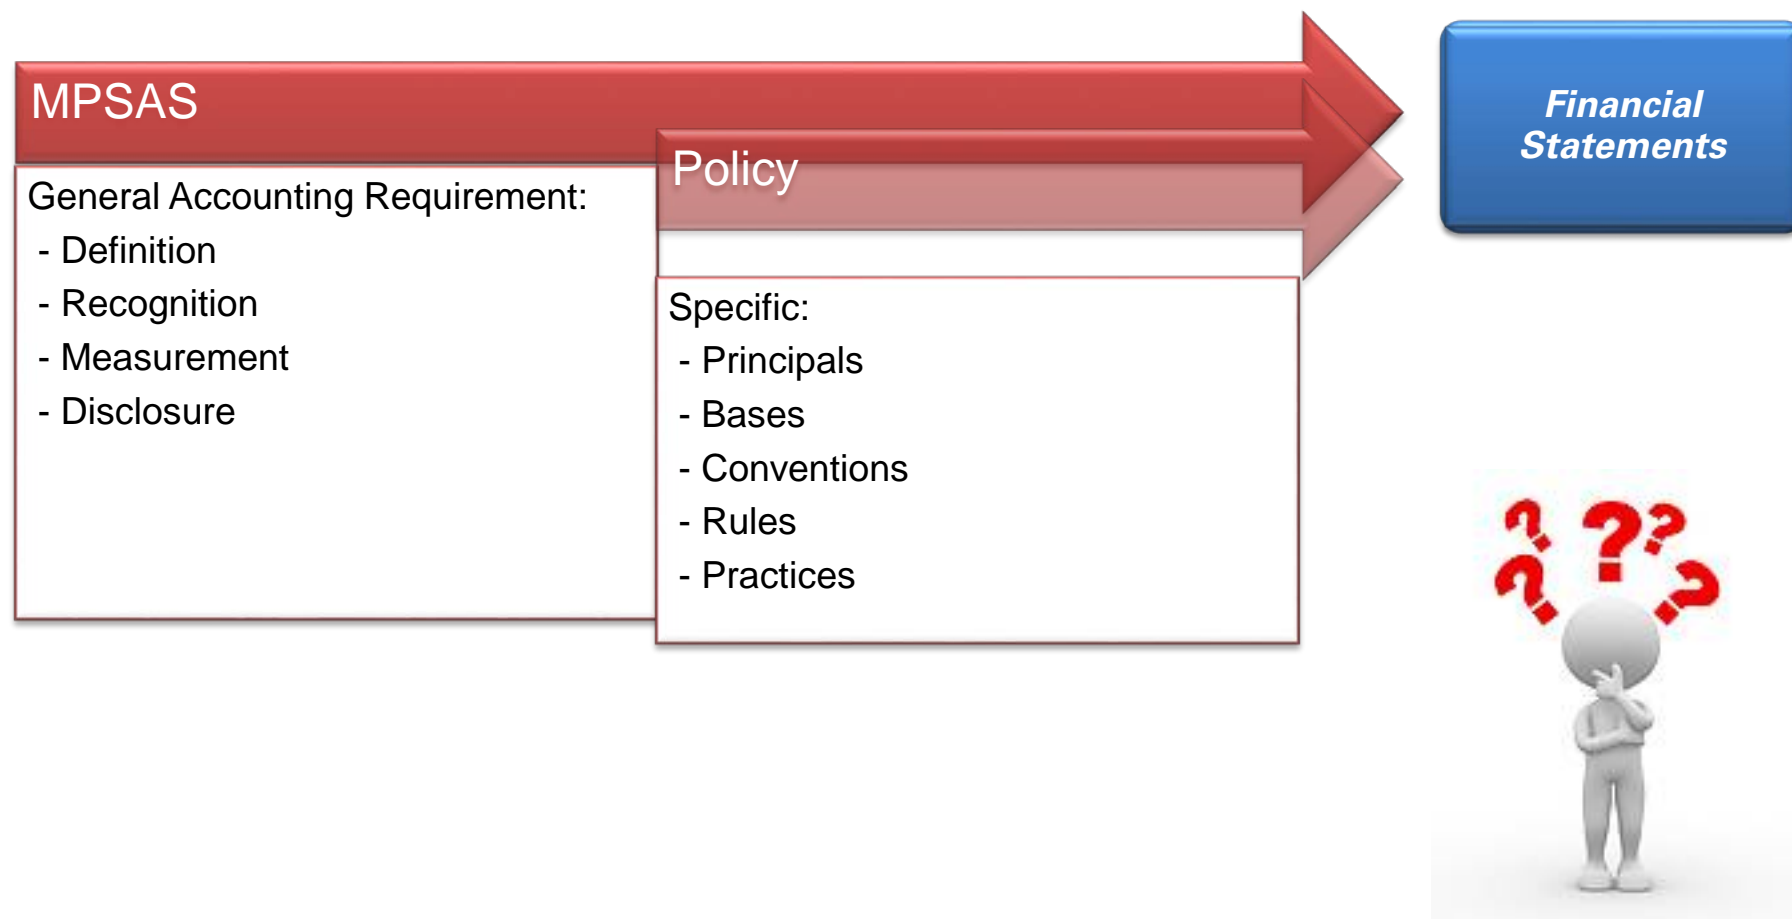 MPSAS
General Accounting Requirement:
- Definition
- Recognition
- Measurement
- Disclosure
Policy
Specific:
- Principals
- Bases
- Conventions
- Rules
- Practices
Financial
Statements
? ? ? ? ?